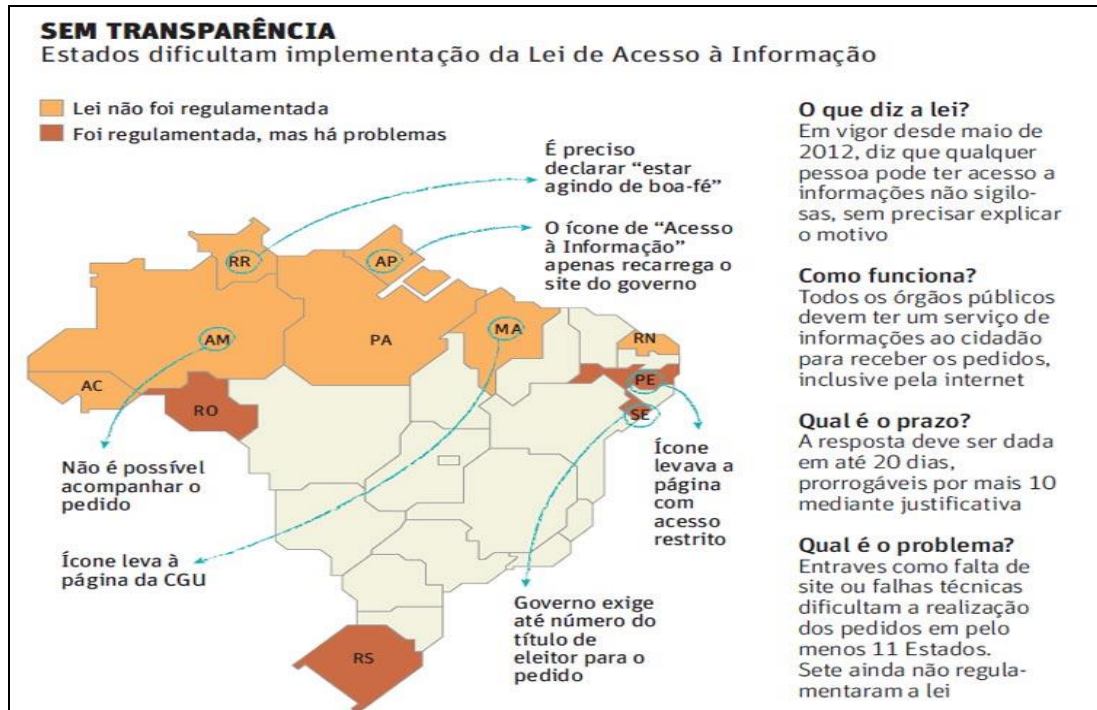 SEM TRANSPARÊNCIA
Estados dificultam implementação da Lei de Acesso à Informação
Lei não foi regulamentada
Foi regulamentada, mas há problemas
É preciso
declarar “estar
agindo de boa-fé”
O ícone de “Acesso
à Informação”
apenas recarrega o
site do governo
RR
AP
AM
PA
MA
RN
AC
RO
PE
SE
RS
Não é possível
acompanhar o
pedido
Ícone leva à
página da CGU
Ícone
levava a
página
com
acesso
restrito
Governo exige
até número do
título de
eleitor para o
pedido
O que diz a lei?
Em vigor desde maio de
2012, diz que qualquer
pessoa pode ter acesso a
informações não sigilo-
sas, sem precisar explicar
o motivo
Como funciona?
Todos os órgãos públicos
devem ter um serviço de
informações ao cidadão
para receber os pedidos,
inclusive pela internet
Qual é o prazo?
A resposta deve ser dada
em até 20 dias,
prorrogáveis por mais 10
mediante justificativa
Qual é o problema?
Entraves como falta de
site ou falhas técnicas
dificultam a realização
dos pedidos em pelo
menos 11 Estados.
Sete ainda não regula-
mentaram a lei